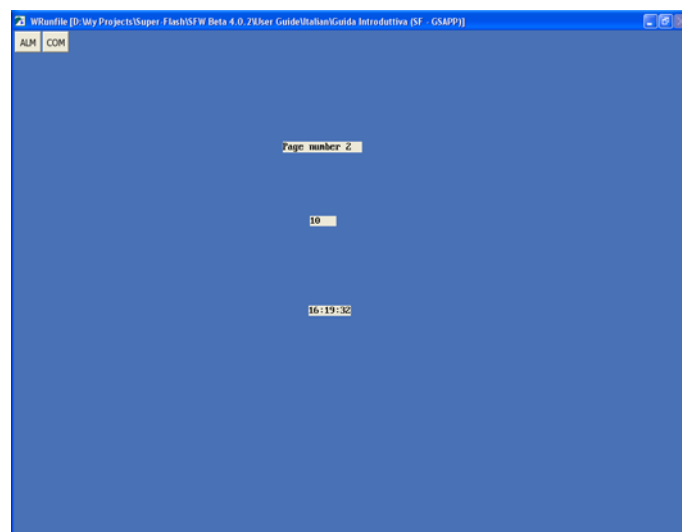 WRunfile [D:\My Projects\Super-Flash\SFW Beta 4.0.2\User Guide\Italian\Guida Introduttiva (SF - GSAPP)]
ALM COM
Page number 2
10
16:19:32